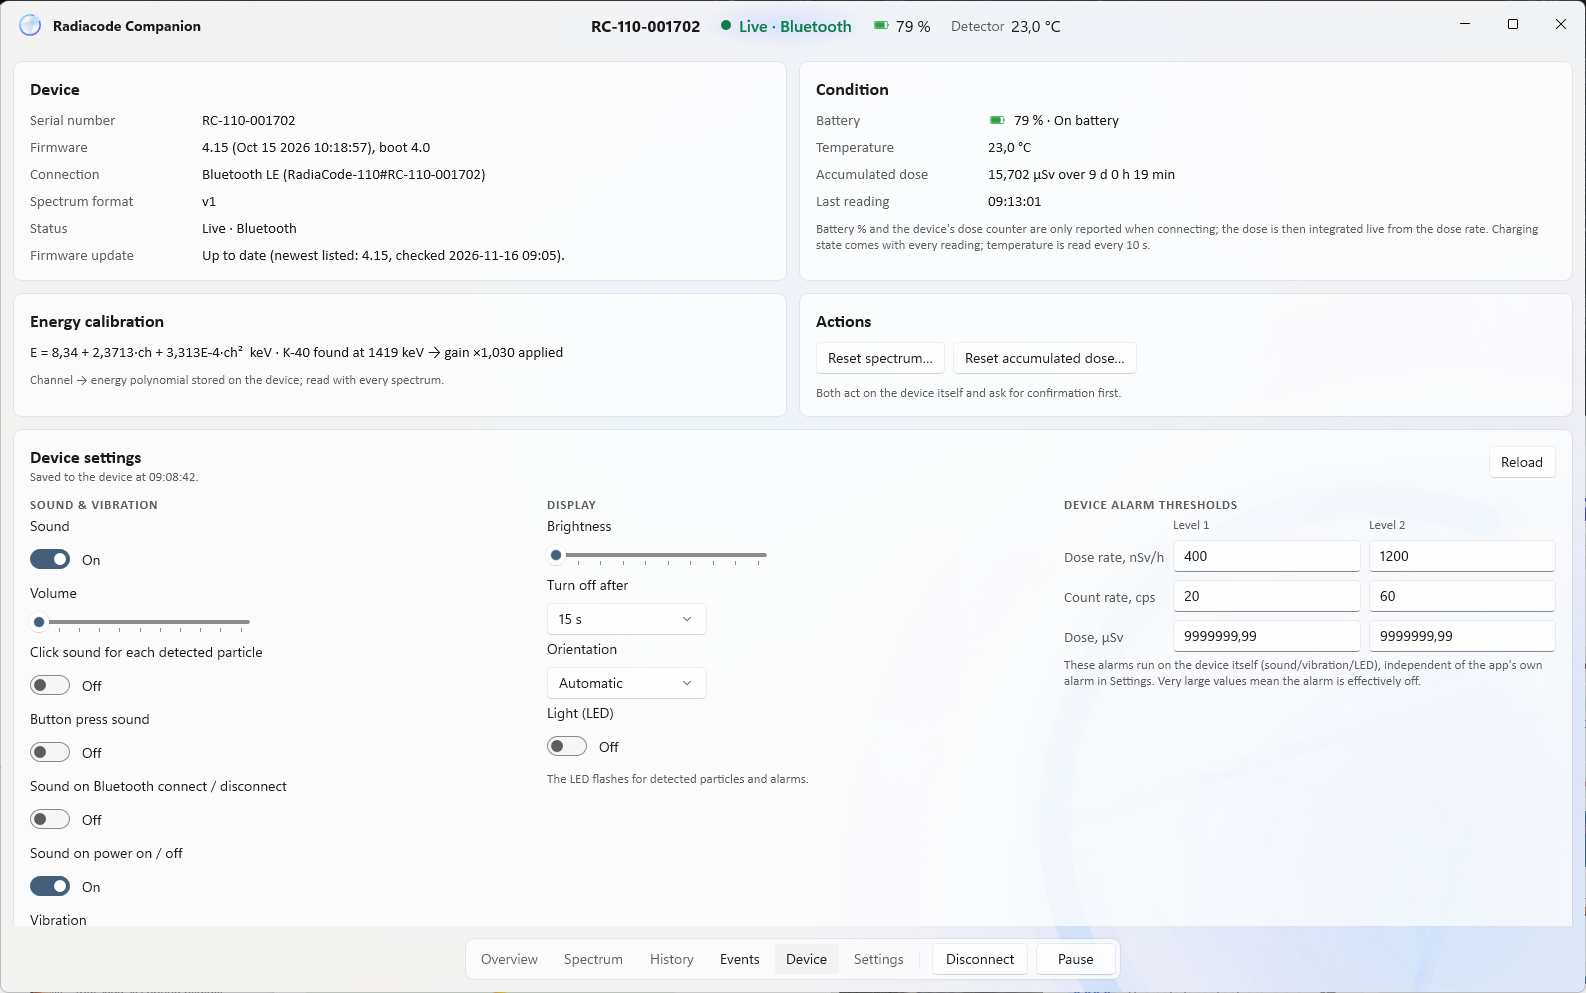 Radiacode Companion
RC-110-001702 Live · Bluetooth 79 % Detector 23,0 °C
Device
Serial number RC-110-001702
Firmware 4.15 (Oct 15 2026 10:18:57), boot 4.0
Connection Bluetooth LE (RadiaCode-110#RC-110-001702)
Spectrum format v1
Status Live · Bluetooth
Firmware update Up to date (newest listed: 4.15, checked 2026-11-16 09:05).
Condition
Battery 79 % · On battery
Temperature 23,0 °C
Accumulated dose 15,702 µSv over 9 d 0 h 19 min
Last reading 09:13:01
Battery % and the device's dose counter are only reported when connecting; the dose is then integrated live from the dose rate. Charging
state comes with every reading; temperature is read every 10 s.
Energy calibration
E = 8,34 + 2,3713·ch + 3,313E-4·ch² keV · K-40 found at 1419 keV → gain ×1,030 applied
Channel → energy polynomial stored on the device; read with every spectrum.
Actions
Reset spectrum... Reset accumulated dose...
Both act on the device itself and ask for confirmation first.
Device settings
Saved to the device at 09:08:42.
Reload
SOUND & VIBRATION
Sound
On
Volume
Click sound for each detected particle
Off
Button press sound
Off
Sound on Bluetooth connect / disconnect
Off
Sound on power on / off
On
Vibration
DISPLAY
Brightness
Turn off after
15 s
Orientation
Automatic
Light (LED)
Off
The LED flashes for detected particles and alarms.
DEVICE ALARM THRESHOLDS
Level 1 Level 2
Dose rate, nSv/h 400 1200
Count rate, cps 20 60
Dose, µSv 9999999,99 9999999,99
These alarms run on the device itself (sound/vibration/LED), independent of the app's own
alarm in Settings. Very large values mean the alarm is effectively off.
Overview Spectrum History Events Device Settings Disconnect Pause